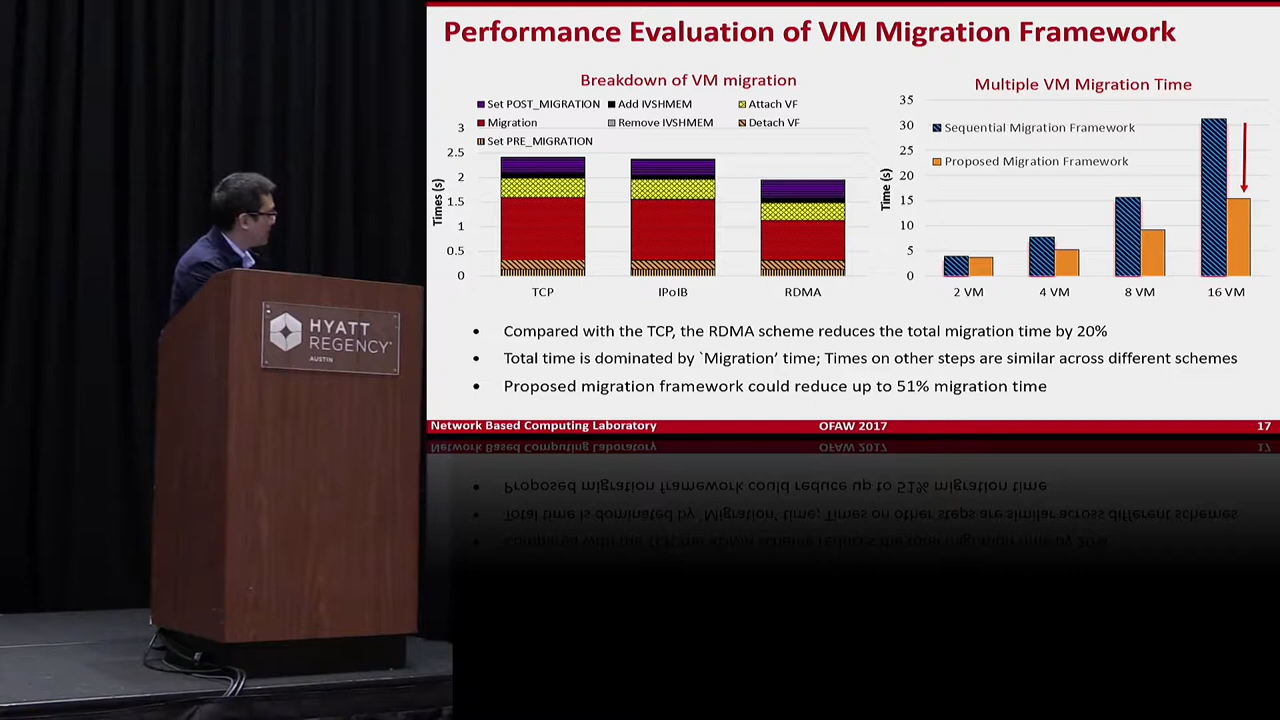 Performance Evaluation of VM Migration Framework
Breakdown of VM migration
Set POST_MIGRATION
Add IVSHMEM
Attach VF
Migration
Remove IVSHMEM
Detach VF
Set PRE_MIGRATION
Times (s)
3
2.5
2
1.5
1
0.5
0
TCP
IPoIB
RDMA
Multiple VM Migration Time
Sequential Migration Framework
Proposed Migration Framework
Time (s)
35
30
25
20
15
10
5
0
2 VM
4 VM
8 VM
16 VM
• Compared with the TCP, the RDMA scheme reduces the total migration time by 20%
• Total time is dominated by `Migration' time; Times on other steps are similar across different schemes
• Proposed migration framework could reduce up to 51% migration time
Network Based Computing Laboratory
OFAW 2017
17
HYATT
REGENCY
AUSTIN